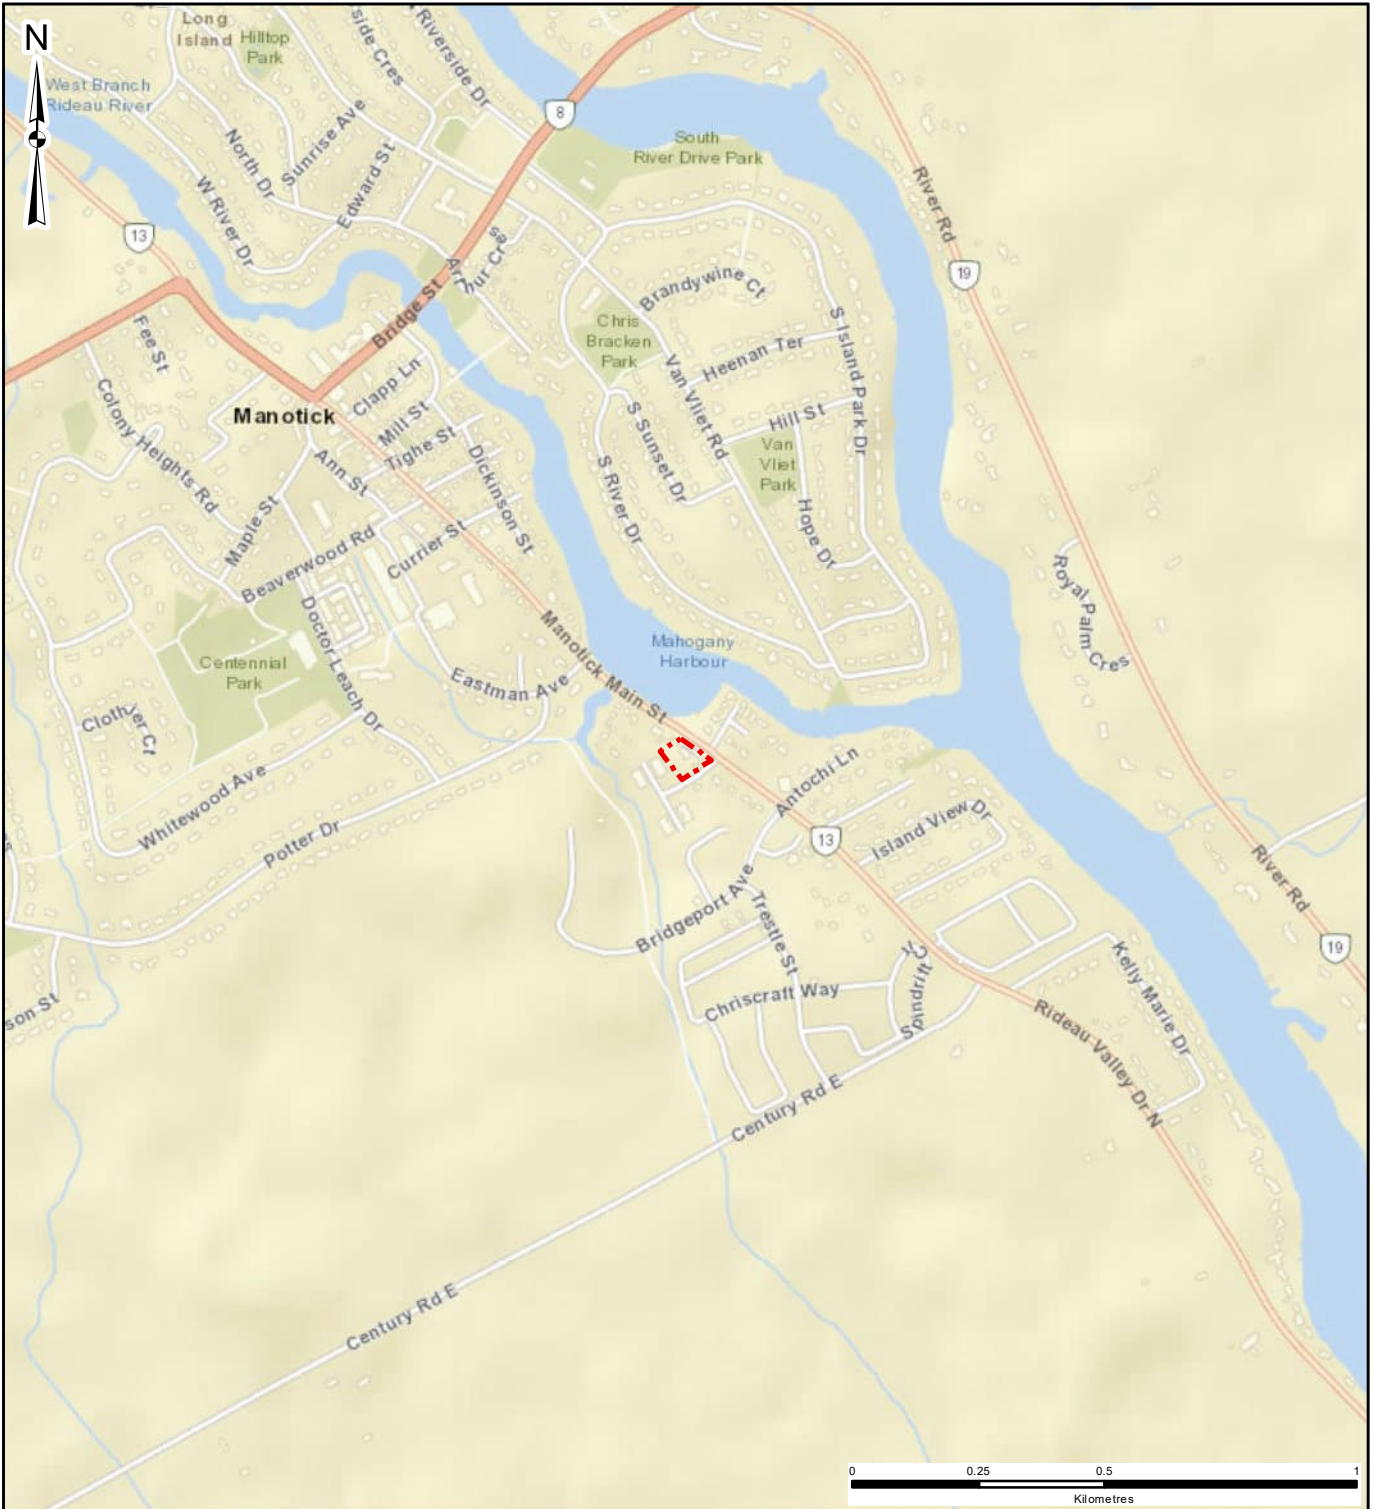 N
Long
Island
Hilltop
Park
Riverside Dr
West Branch
Rideau River
8
South
River Drive Park
North Dr
Sunrise Ave
Edward St
W River Dr
River Rd
13
19
Arthur Cres
Bridge St
Brandywine Ct
Chris
Bracken
Park
S Island Park Dr
Fee St
Heenan Ter
Van Vliet Rd
Clapp Ln
Manotick
Colony Heights Rd
Mill St
Tighe St
Hill St
S Sunset Dr
Van
Vliet
Park
Ann St
Dickinson St
S River Dr
Maple St
Hope Dr
Beaverwood Rd
Currier St
Royal Palm Cres
Doctor Leach Dr
Manotick Main St
Mahogany
Harbour
Centennial
Park
Eastman Ave
Clothyer Cr
Antochi Ln
Whitewood Ave
Potter Dr
13
Island View Dr
River Rd
Bridgeport Ave
Trestle St
19
Kelly Marie Dr
Spindrift Cr
Chriscraft Way
son St
Rideau Valley Dr N
Century Rd E
Century Rd E
0
0.25
0.5
1
Kilometres